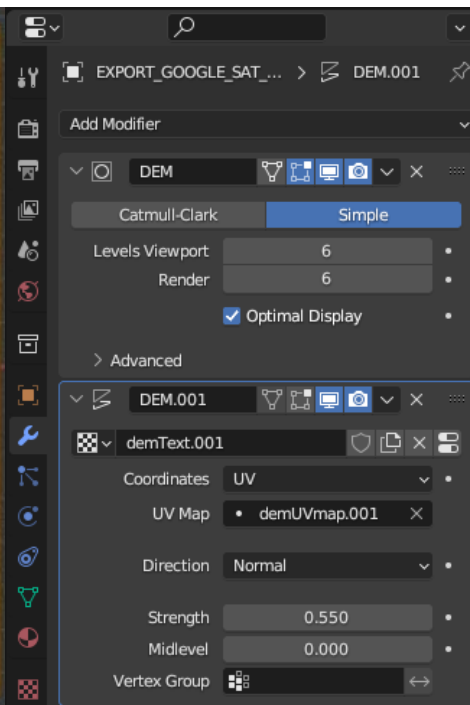 EXPORT_GOOGLE_SAT_... > DEM.001
Add Modifier
DEM
Catmull-Clark Simple
Levels Viewport 6
Render 6
Optimal Display
> Advanced
DEM.001
demText.001
Coordinates UV
UV Map demUVmap.001
Direction Normal
Strength 0.550
Midlevel 0.000
Vertex Group